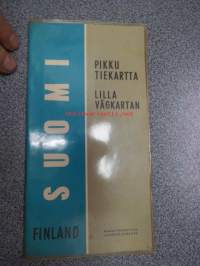 SUOMI
FINLAND
PIKKU
TIEKARTTA
LILLA
VÄGKARTAN